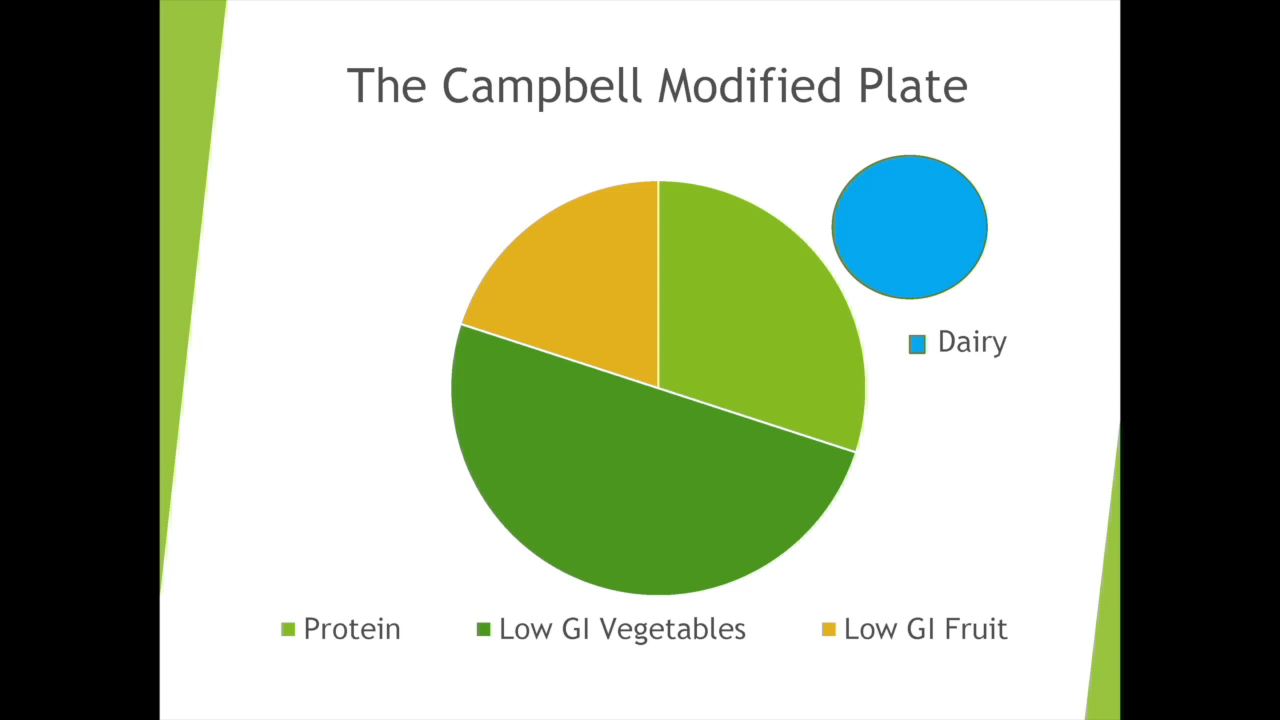 The Campbell Modified Plate
Dairy
Protein
Low GI Vegetables
Low GI Fruit